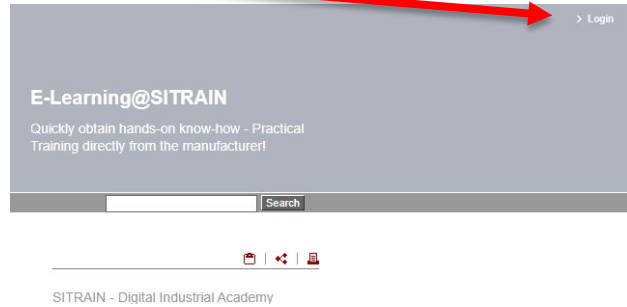 > Login
E-Learning@SITRAIN
Quickly obtain hands-on know-how - Practical
Training directly from the manufacturer!
Search
SITRAIN - Digital Industrial Academy